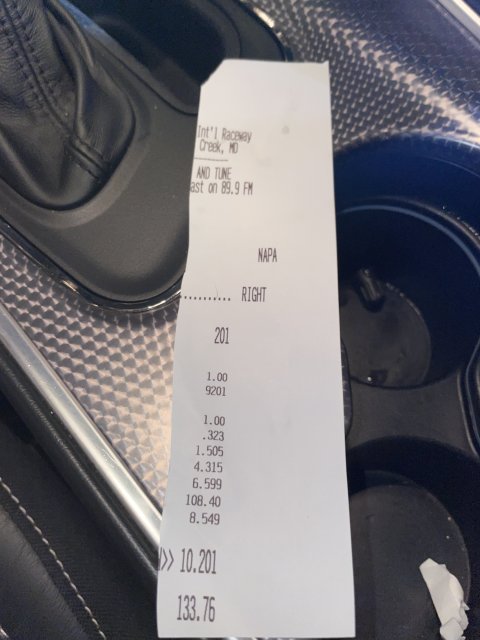 Int'l Raceway
Creek, MD
AND TUNE
ast on 89.9 FM
NAPA
.......... RIGHT
201
1.00
9201
1.00
.323
1.505
4.315
6.599
108.40
8.549
>> 10.201
133.76